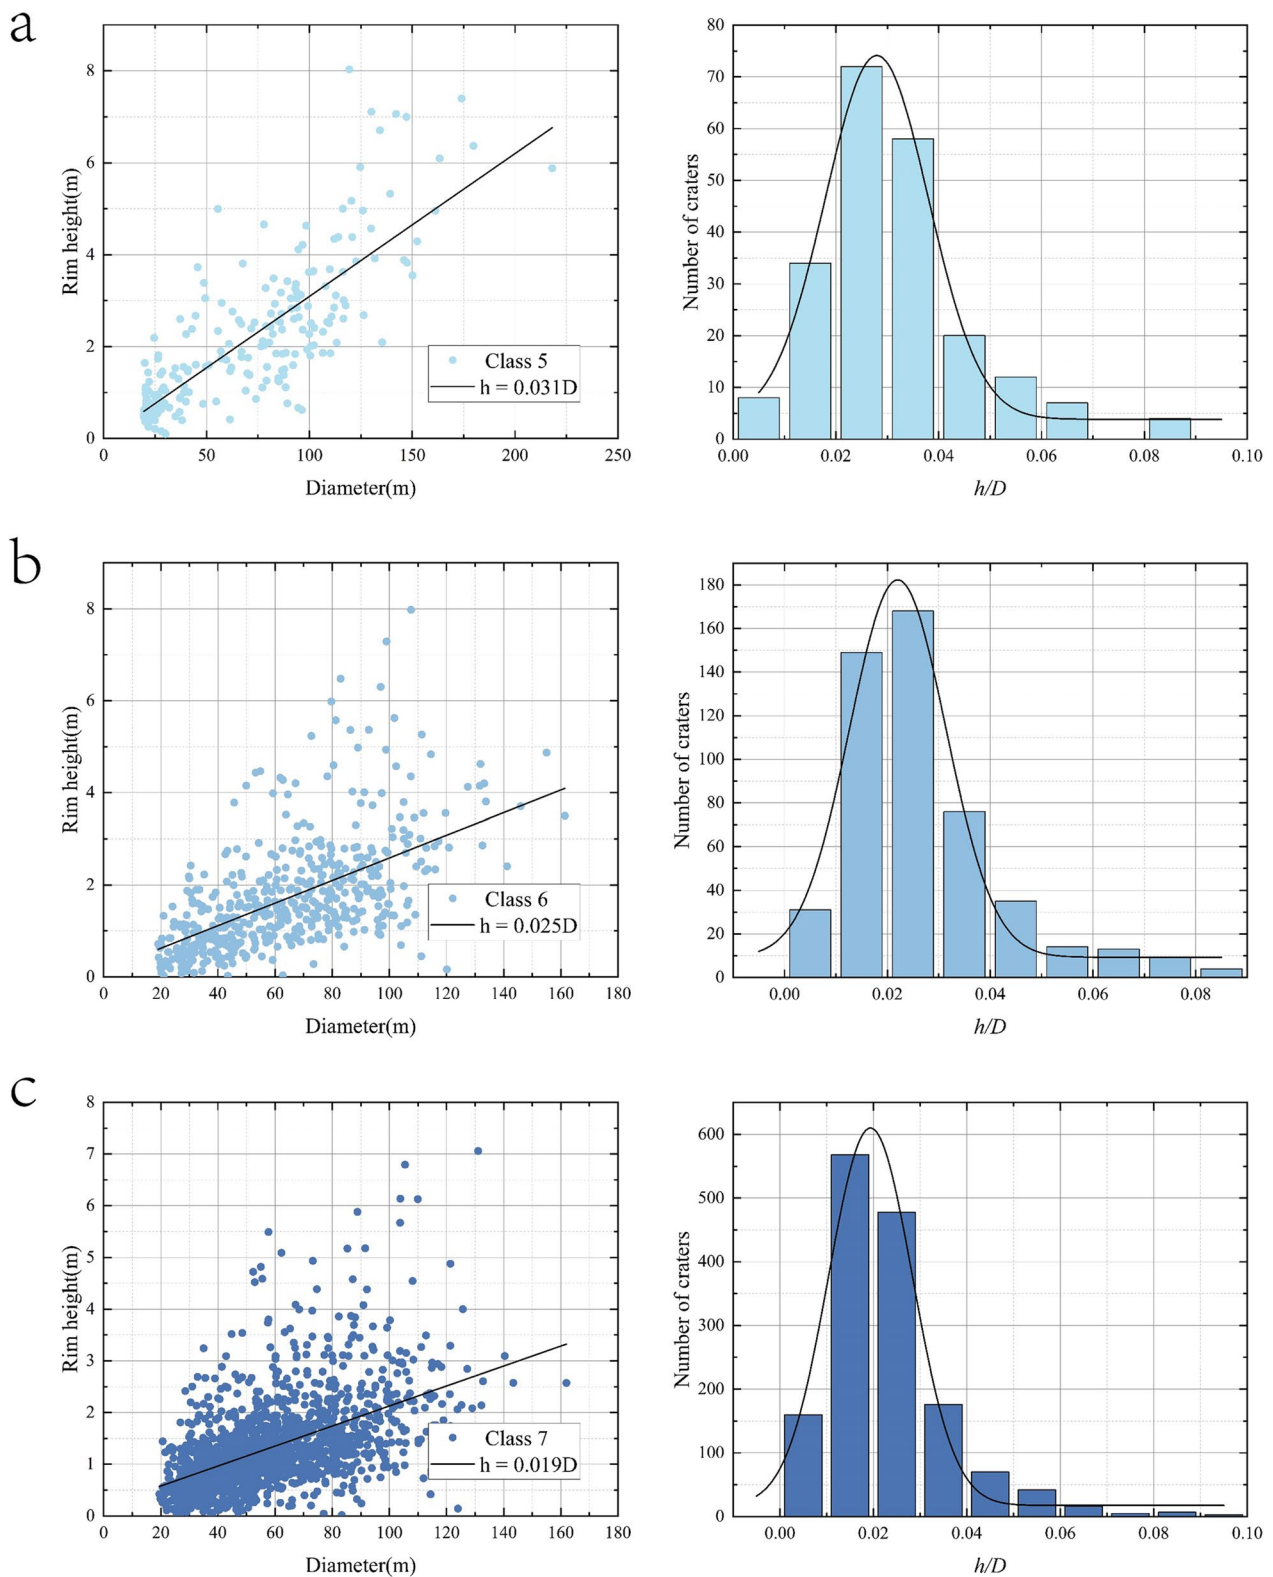 a
8
6
4
2
0
Rim height(m)
0 50 100 150 200 250
Diameter(m)
Class 5
h = 0.031D
80
70
60
50
40
30
20
10
0
Number of craters
0.00 0.02 0.04 0.06 0.08 0.10
h/D
b
8
6
4
2
0
Rim height(m)
0 20 40 60 80 100 120 140 160 180
Diameter(m)
Class 6
h = 0.025D
180
160
140
120
100
80
60
40
20
0
Number of craters
0.00 0.02 0.04 0.06 0.08
h/D
c
8
7
6
5
4
3
2
1
0
Rim height(m)
0 20 40 60 80 100 120 140 160 180
Diameter(m)
Class 7
h = 0.019D
600
500
400
300
200
100
0
Number of craters
0.00 0.02 0.04 0.06 0.08 0.10
h/D